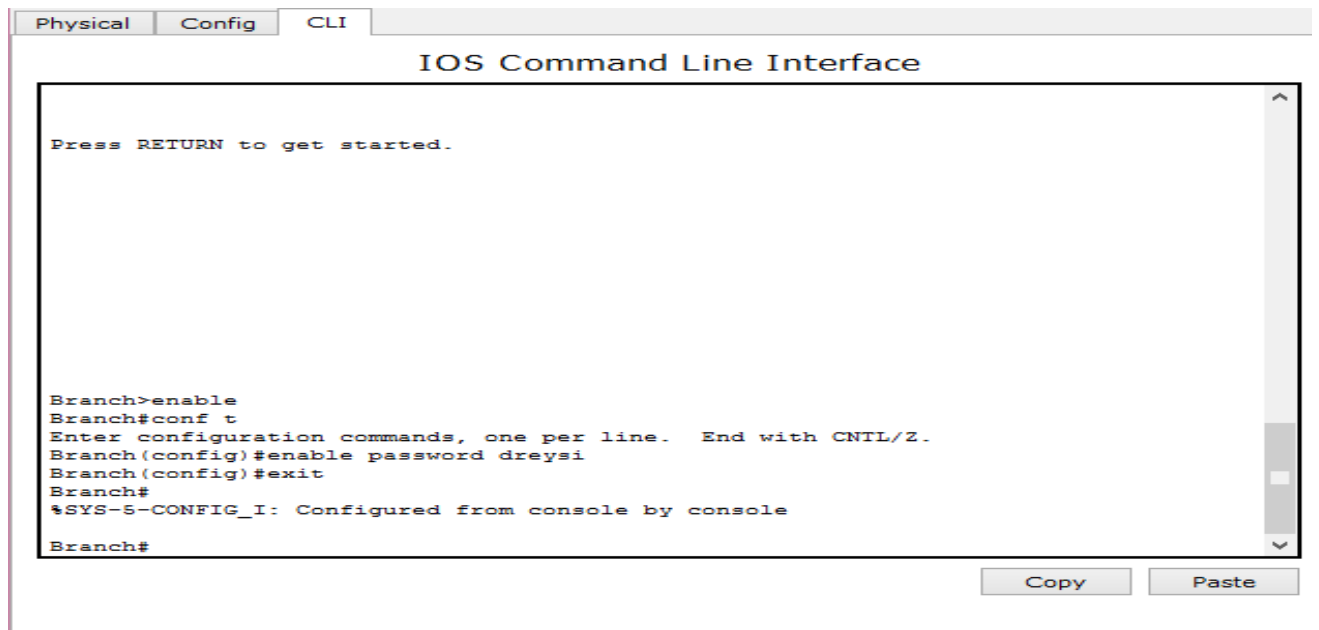 Physical Config CLI
IOS Command Line Interface
Press RETURN to get started.
Branch>enable
Branch#conf t
Enter configuration commands, one per line.  End with CNTL/Z.
Branch(config)#enable password dreysi
Branch(config)#exit
Branch#
%SYS-5-CONFIG_I: Configured from console by console
Branch#
Copy Paste